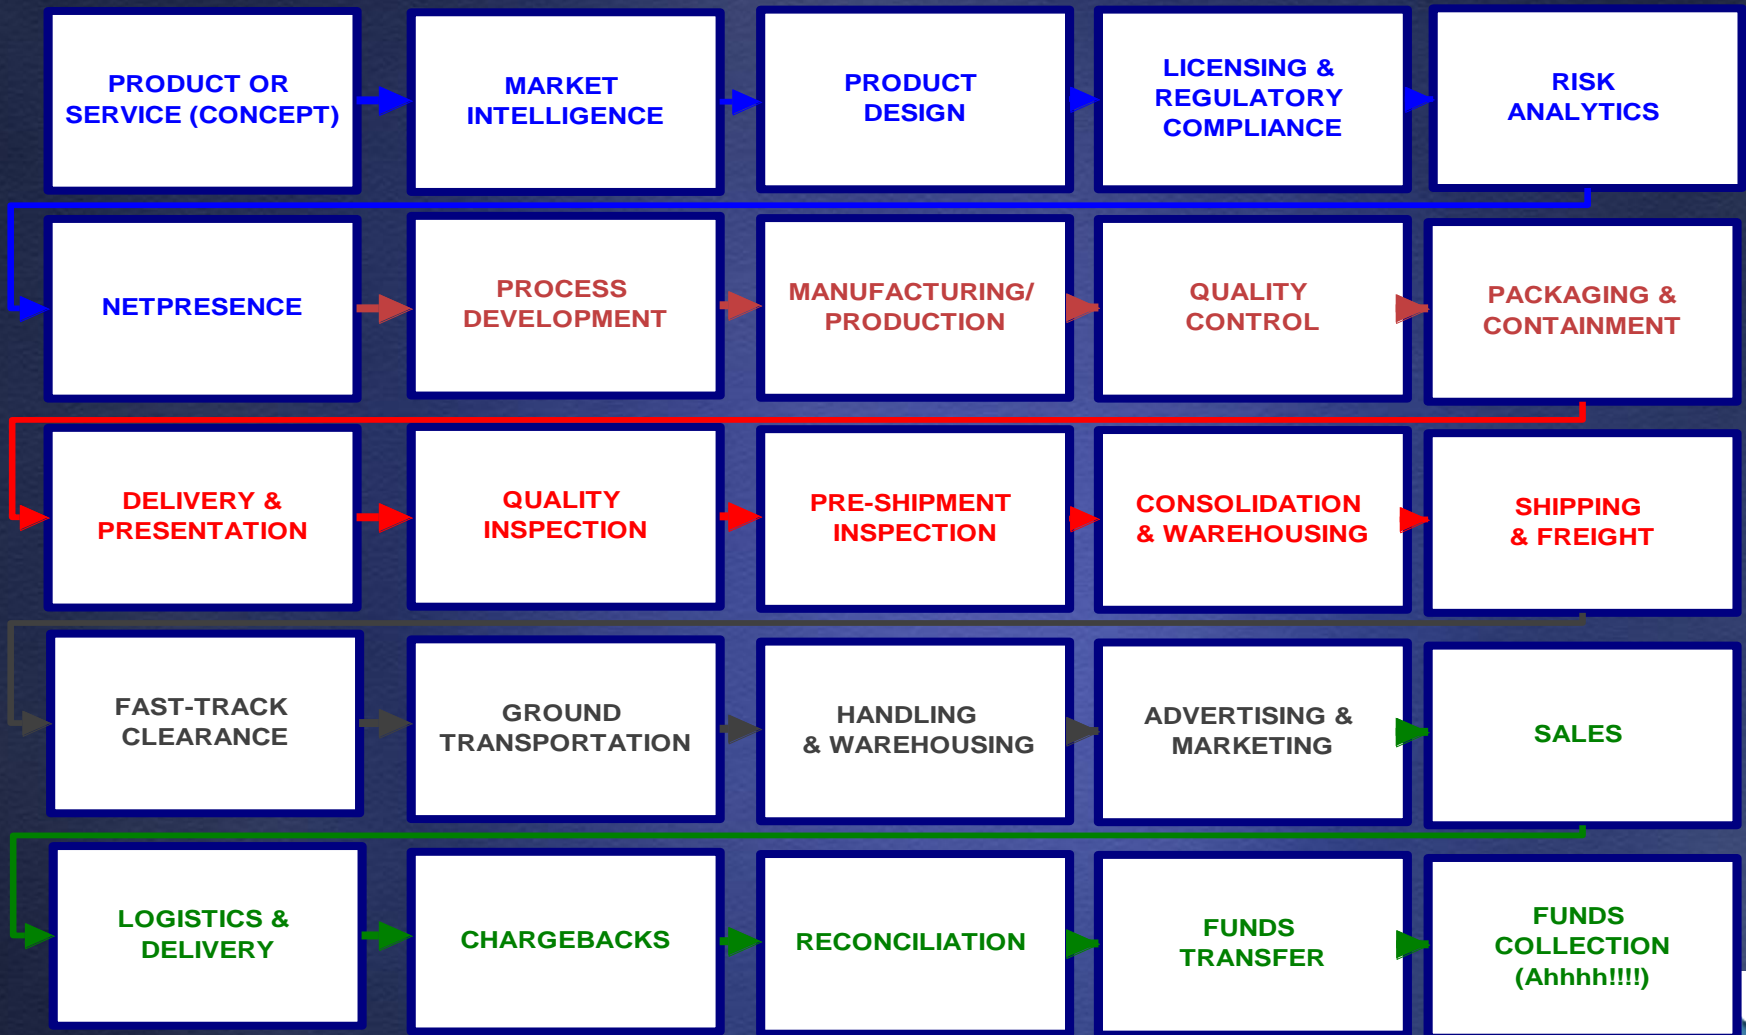 PRODUCT OR
SERVICE (CONCEPT)
MARKET
INTELLIGENCE
PRODUCT
DESIGN
LICENSING &
REGULATORY
COMPLIANCE
RISK
ANALYTICS
NETPRESENCE
PROCESS
DEVELOPMENT
MANUFACTURING/
PRODUCTION
QUALITY
CONTROL
PACKAGING &
CONTAINMENT
DELIVERY &
PRESENTATION
QUALITY
INSPECTION
PRE-SHIPMENT
INSPECTION
CONSOLIDATION
& WAREHOUSING
SHIPPING
& FREIGHT
FAST-TRACK
CLEARANCE
GROUND
TRANSPORTATION
HANDLING
& WAREHOUSING
ADVERTISING &
MARKETING
SALES
LOGISTICS &
DELIVERY
CHARGEBACKS
RECONCILIATION
FUNDS
TRANSFER
FUNDS
COLLECTION
(Ahhhh!!!!)